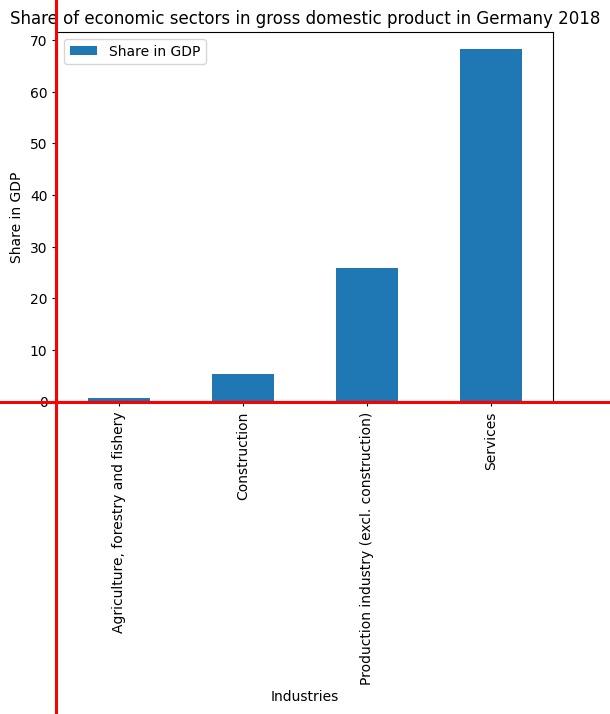 Share of economic sectors in gross domestic product in Germany 2018
Share in GDP
Share in GDP
70
60
50
40
30
20
10
0
Agriculture, forestry and fishery
Construction
Production industry (excl. construction)
Services
Industries